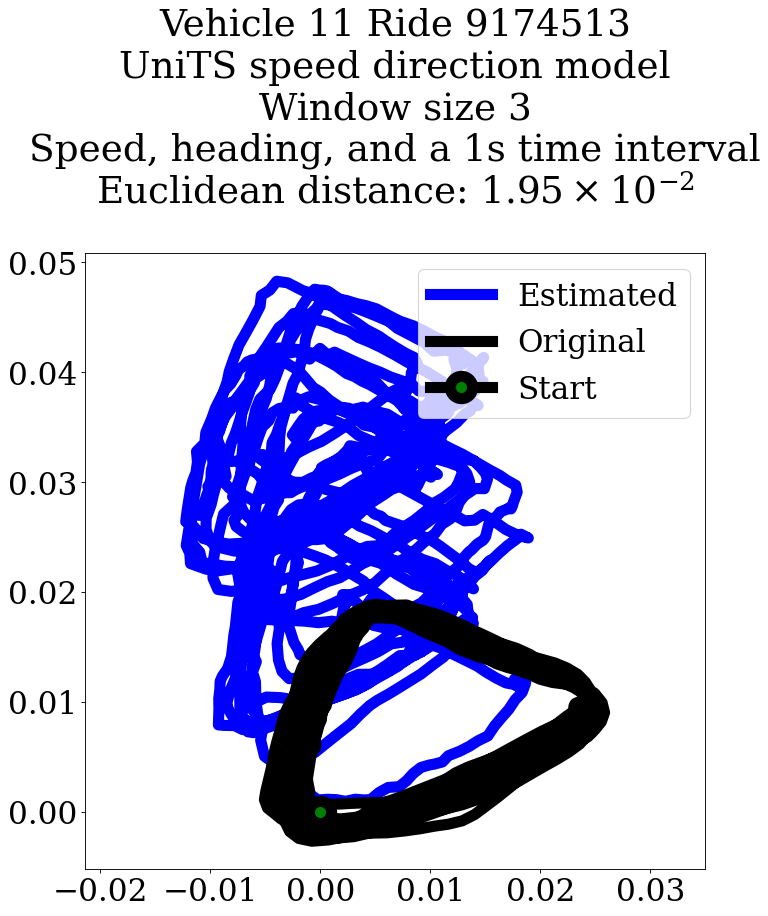 Vehicle 11 Ride 9174513
UniTS speed direction model
Window size 3
Speed, heading, and a 1s time interval
Euclidean distance: 1.95 × 10⁻²
Estimated
Original
Start
0.05
0.04
0.03
0.02
0.01
0.00
−0.02 −0.01 0.00 0.01 0.02 0.03